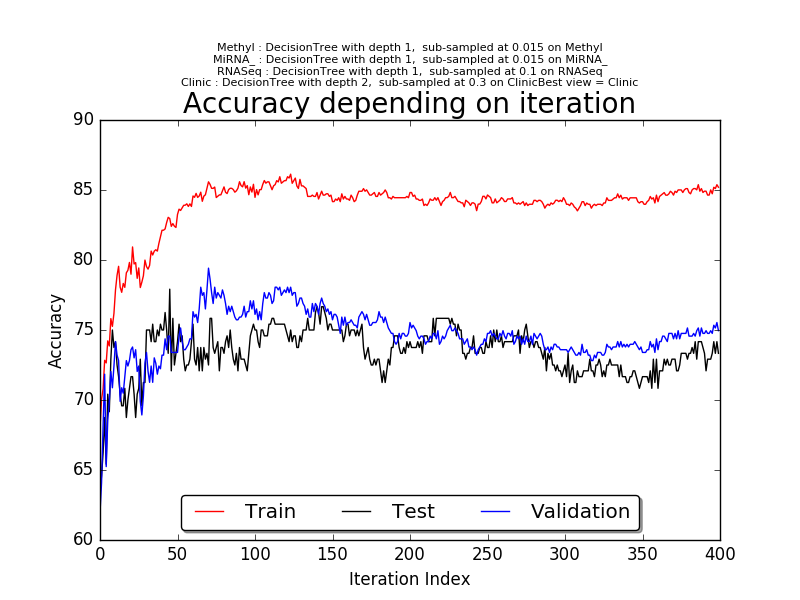 Methyl : DecisionTree with depth 1,  sub-sampled at 0.015 on Methyl
MiRNA_ : DecisionTree with depth 1,  sub-sampled at 0.015 on MiRNA_
RNASeq : DecisionTree with depth 1,  sub-sampled at 0.1 on RNASeq
Clinic : DecisionTree with depth 2,  sub-sampled at 0.3 on ClinicBest view = Clinic
Accuracy depending on iteration
90
85
80
75
70
65
60
Accuracy
Train Test Validation
0 50 100 150 200 250 300 350 400
Iteration Index